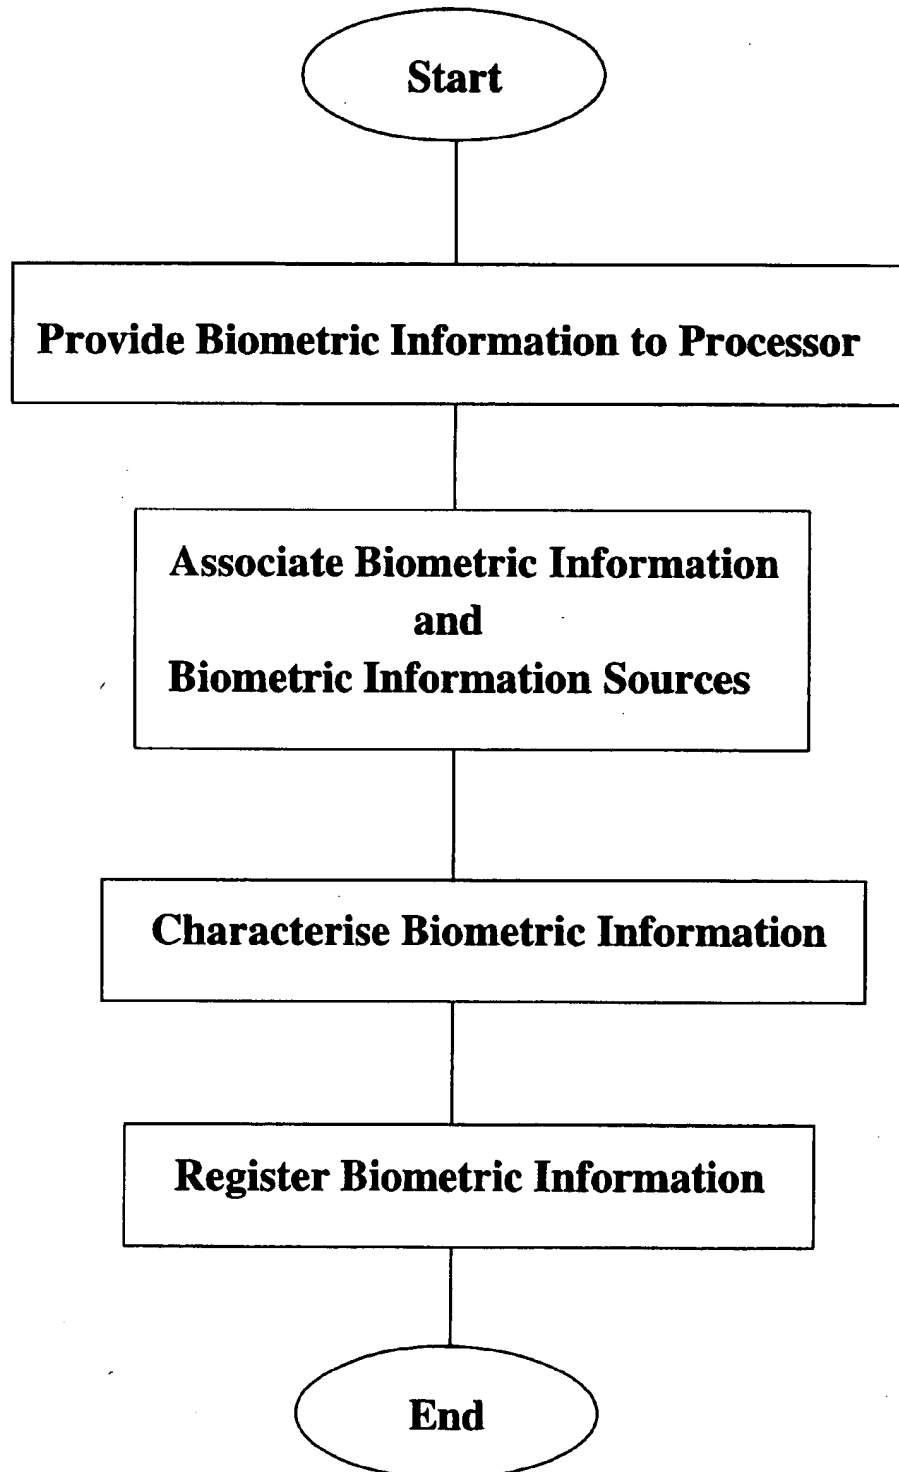 Start
Provide Biometric Information to Processor
Associate Biometric Information
and
Biometric Information Sources
Characterise Biometric Information
Register Biometric Information
End